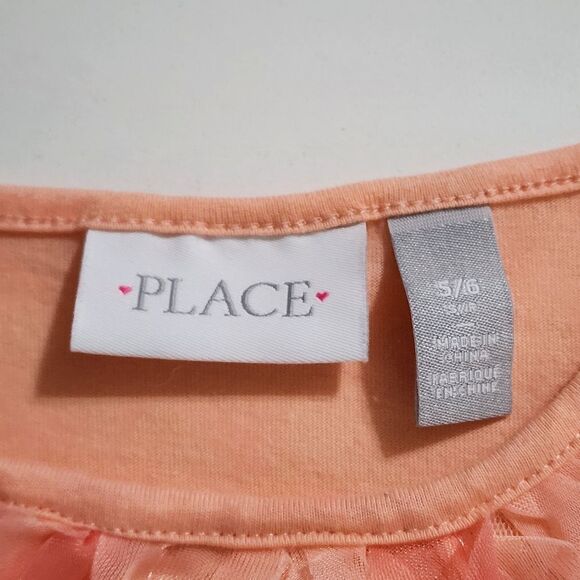 ♥PLACE♥
5/6
S/P
MADE IN
CHINA
FABRIQUÉ
EN CHINE